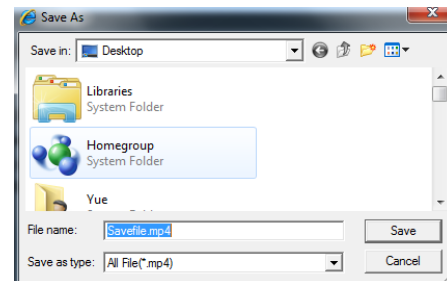 Save As
Save in: Desktop
Libraries
System Folder
Homegroup
System Folder
Yue
File name: Savefile.mp4 Save
Save as type: All File(*.mp4) Cancel